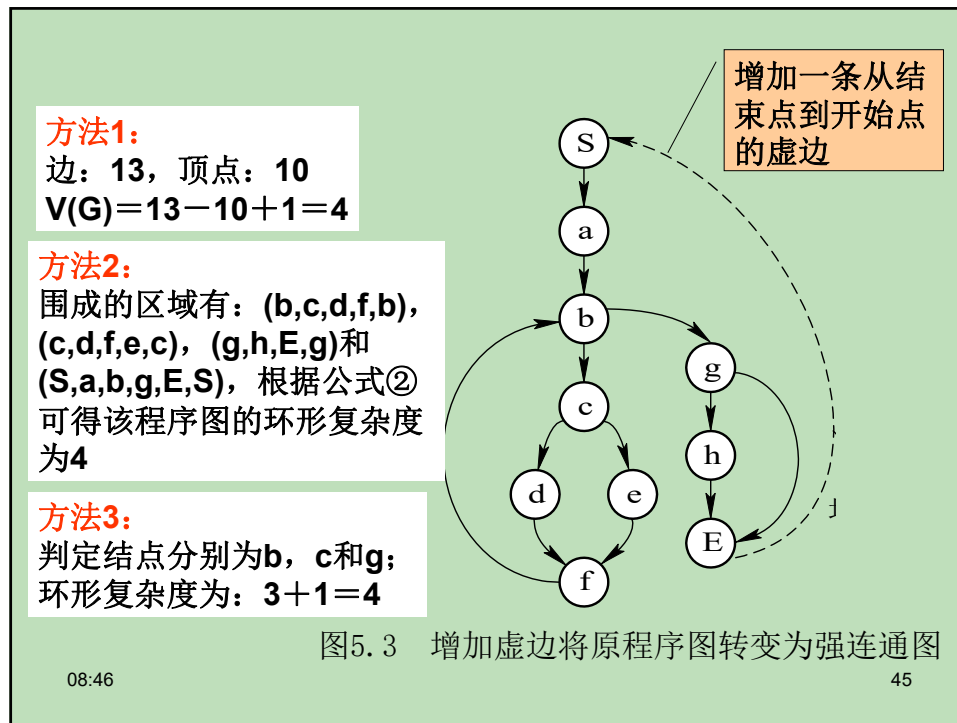 增加一条从结
束点到开始点
的虚边
方法1：
边：13，顶点：10
V(G)＝13－10＋1＝4
方法2：
围成的区域有：(b,c,d,f,b)，
(c,d,f,e,c)，(g,h,E,g)和
(S,a,b,g,E,S)，根据公式②
可得该程序图的环形复杂度
为4
方法3：
判定结点分别为b，c和g；
环形复杂度为：3＋1＝4
S
a
b
g
c
h
d
e
E
f
图5.3 增加虚边将原程序图转变为强连通图
08:46
45